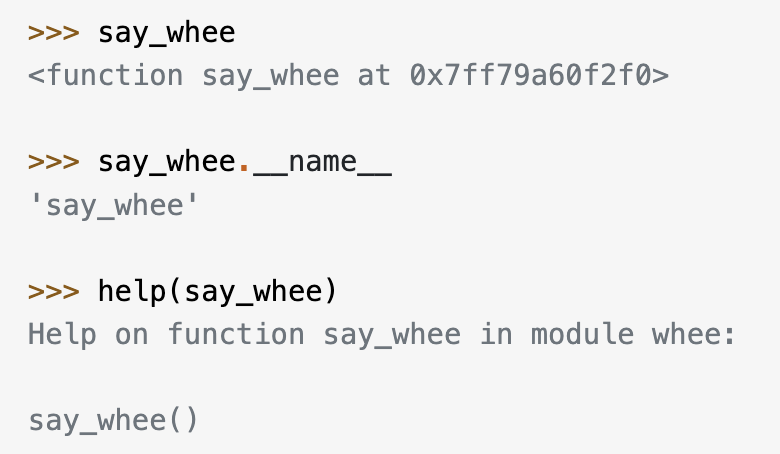 >>> say_whee
<function say_whee at 0x7ff79a60f2f0>
>>> say_whee.__name__
'say_whee'
>>> help(say_whee)
Help on function say_whee in module whee:
say_whee()